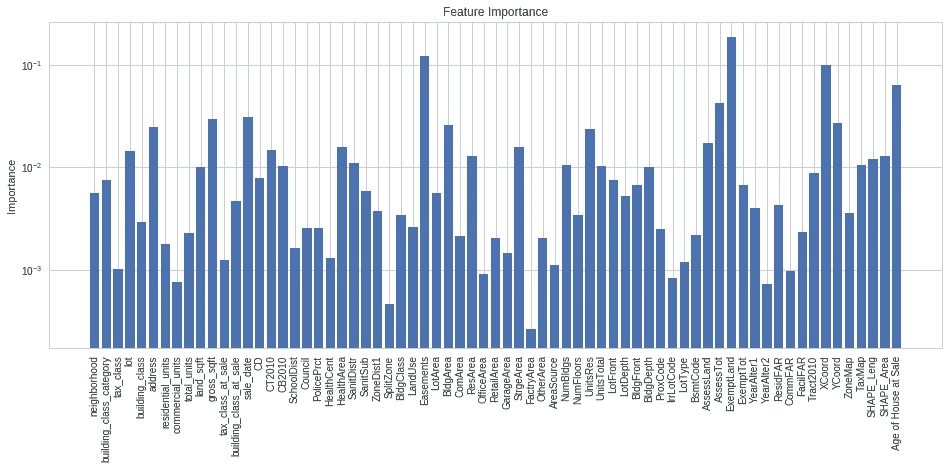 Feature Importance
Importance
10⁻¹
10⁻²
10⁻³
neighborhood
building_class_category
tax_class
lot
building_class
address
residential_units
commercial_units
total_units
land_sqft
gross_sqft
tax_class_at_sale
building_class_at_sale
sale_date
CD
CT2010
CB2010
SchoolDist
Council
PolicePrct
HealthCent
HealthArea
SanitDistr
SanitSub
ZoneDist1
SplitZone
BldgClass
LandUse
Easements
LotArea
BldgArea
ComArea
ResArea
OfficeArea
RetailArea
GarageArea
StrgeArea
FactryArea
OtherArea
AreaSource
NumBldgs
NumFloors
UnitsRes
UnitsTotal
LotFront
LotDepth
BldgFront
BldgDepth
ProxCode
IrrLotCode
LotType
BsmtCode
AssessLand
AssessTot
ExemptLand
ExemptTot
YearAlter1
YearAlter2
ResidFAR
CommFAR
FacilFAR
Tract2010
XCoord
YCoord
ZoneMap
TaxMap
SHAPE_Leng
SHAPE_Area
Age of House at Sale